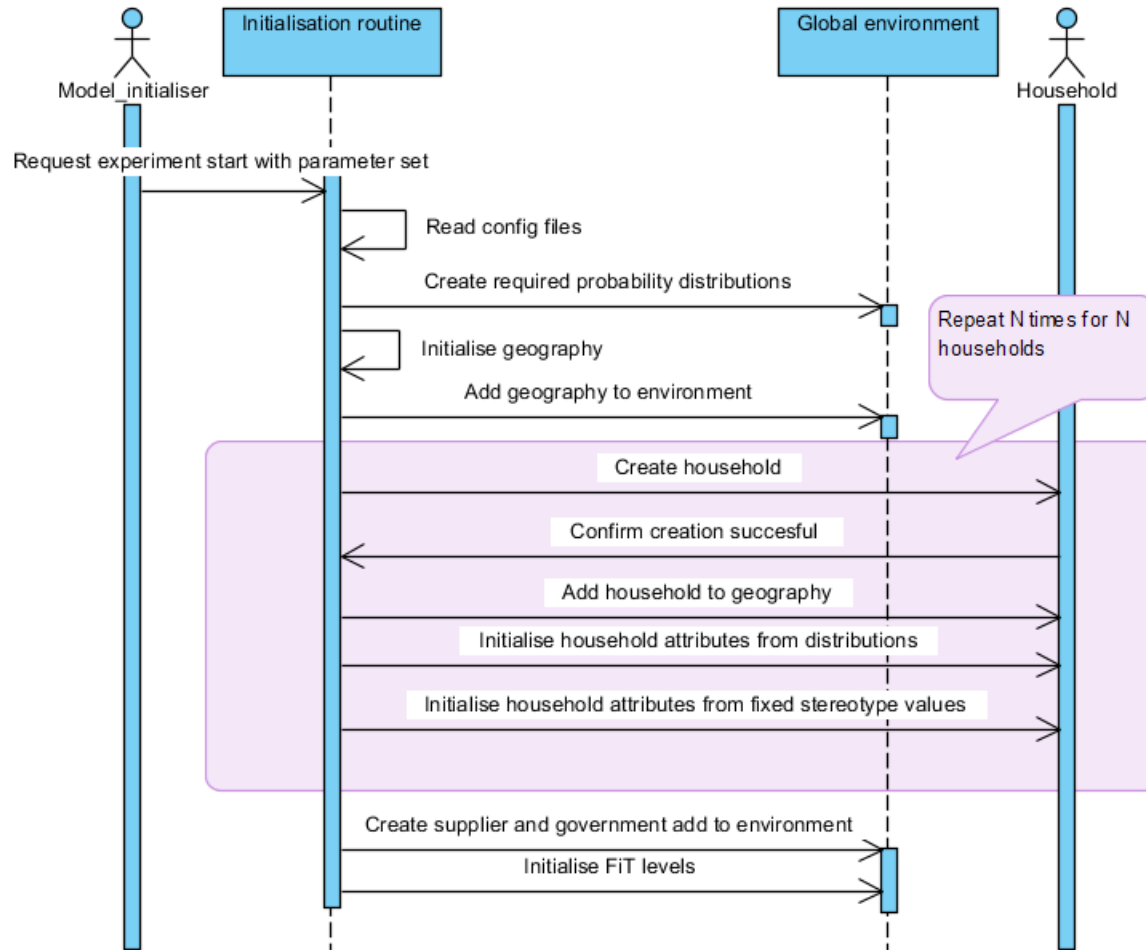 Initialisation routine
Global environment
Model_initialiser
Household
Request experiment start with parameter set
Read config files
Create required probability distributions
Repeat N times for N
households
Initialise geography
Add geography to environment
Create household
Confirm creation succesful
Add household to geography
Initialise household attributes from distributions
Initialise household attributes from fixed stereotype values
Create supplier and government add to environment
Initialise FiT levels